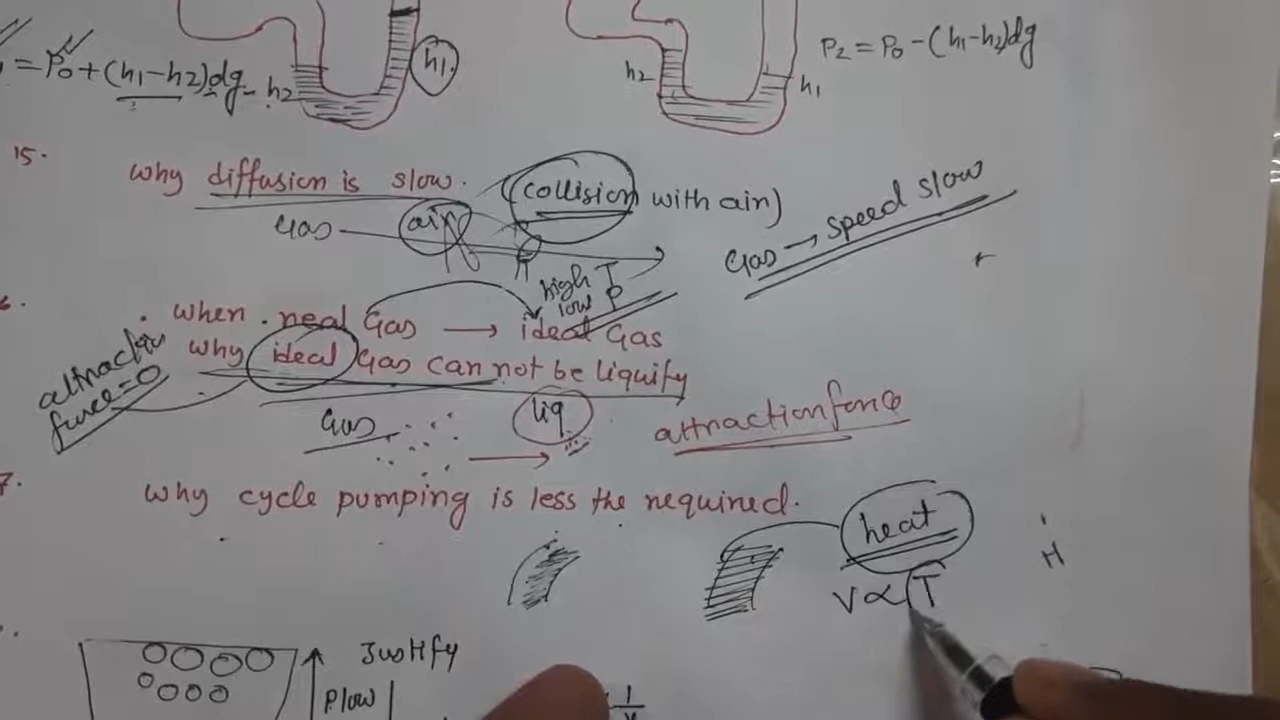 = P0 + (h1-h2)dg
h2
h1
h2
h1
P2 = P0 - (h1-h2)dg
15.
why diffusion is slow. (collision with air)
Gas
air
high T
low P
Gas → speed slow
6.
when real Gas → ideal Gas
why ideal Gas can not be liquify
attraction
force=0
Gas
liq
attraction force
7.
why cycle pumping is less the required.
heat
V∝T
H
Justify
Plow
1
V